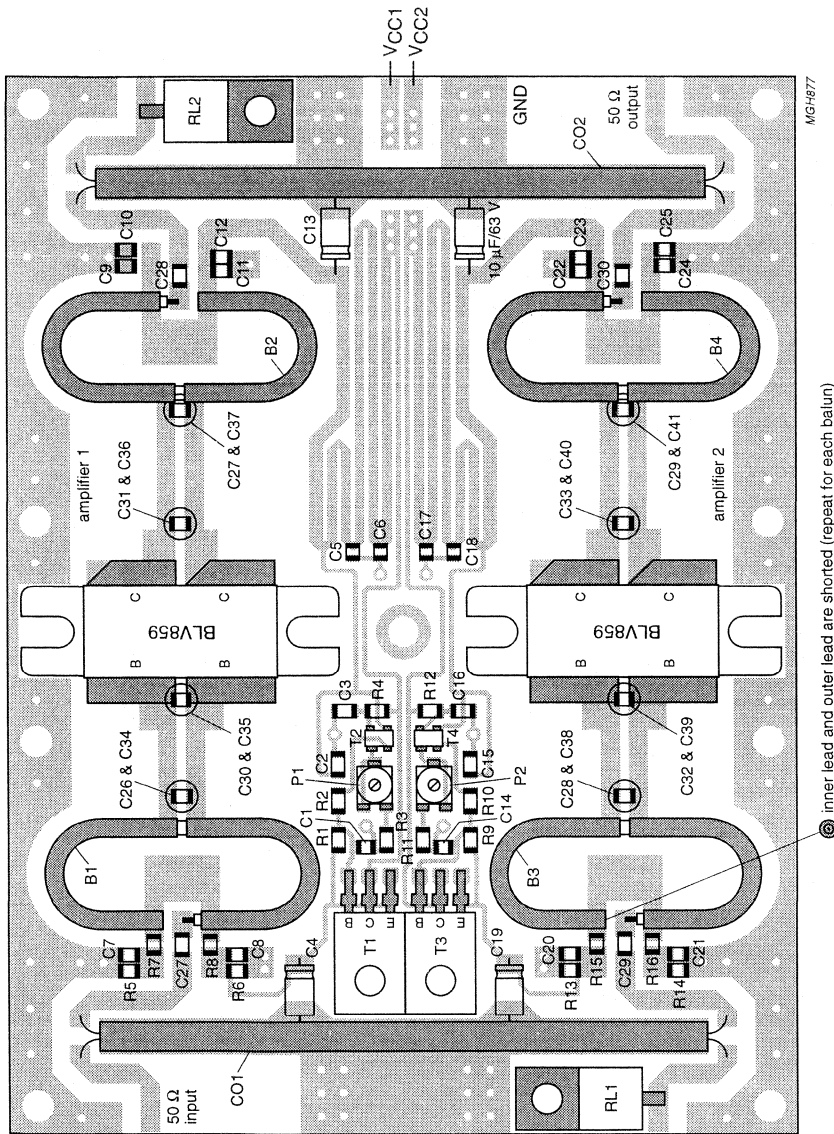 VCC1
VCC2
RL2
GND
50 Ω
output
MGH877
CO2
C10
C9
C28
C12
C11
C13
10 μF/63 V
C23
C22
C30
C25
C24
B2
B4
amplifier 1
C31 & C36
C27 & C37
C33 & C40
C29 & C41
amplifier 2
C5
C6
C17
C18
C
C
BLV859
B
B
C
C
BLV859
B
B
C26 & C34
C30 & C35
C3
R4
R12
C16
T2
T4
C2
P1
R2
C1
R1
R3
R11
C15
P2
R10
C14
R9
C28 & C38
C32 & C39
B1
B3
B
C
E
T1
E
C
B
T3
C7
R5
R7
C27
R8
C8
R6
C4
C19
C20
R13
R15
C29
R16
C21
R14
50 Ω
input
CO1
RL1
inner lead and outer lead are shorted (repeat for each balun)